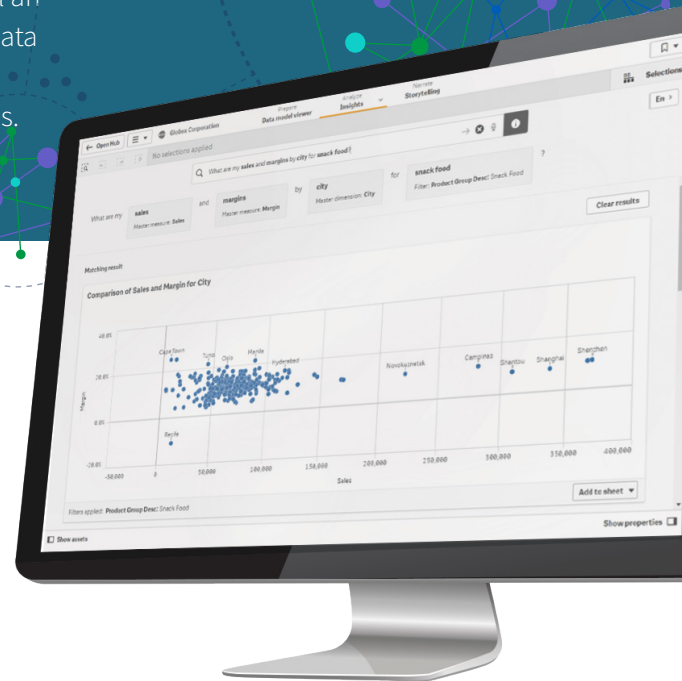 an
ata
s.
Open Hub
Globex Corporation
Prepare
Data model viewer
Analyze
Insights
Narrate
Storytelling
No selections applied
Selections
What are my sales and margins by city for snack food?
En >
What are my
sales
Master measure: Sales
and
margins
Master measure: Margin
by
city
Master dimension: City
for
snack food
Filter: Product Group Desc: Snack Food
?
Clear results
Matching result
Comparison of Sales and Margin for City
40.0%
20.0%
0.0%
-20.0%
Margin
Cape Town
Oslo
Hyderabad
Novokuznetsk
Campinas
Shantou
Shanghai
Shenzhen
Recife
-50,000
0
50,000
100,000
150,000
200,000
250,000
300,000
350,000
400,000
Sales
Filters applied: Product Group Desc: Snack Food
Add to sheet
Show assets
Show properties